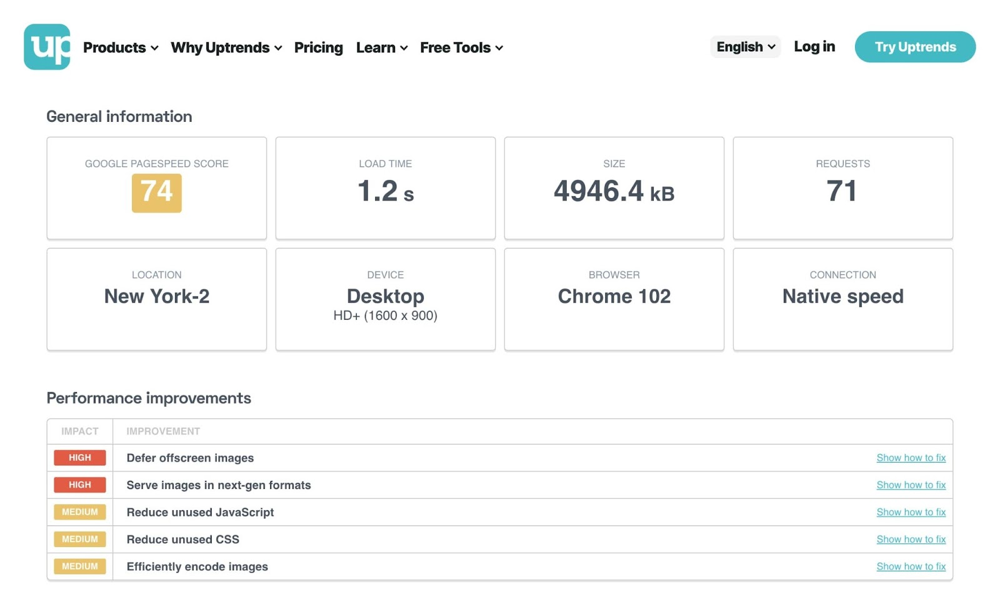 up
Products Why Uptrends Pricing Learn Free Tools English Log in Try Uptrends
General information
GOOGLE PAGESPEED SCORE
74
LOAD TIME
1.2 s
SIZE
4946.4 kB
REQUESTS
71
LOCATION
New York-2
DEVICE
Desktop
HD+ (1600 x 900)
BROWSER
Chrome 102
CONNECTION
Native speed
Performance improvements
IMPACT IMPROVEMENT
HIGH Defer offscreen images Show how to fix
HIGH Serve images in next-gen formats Show how to fix
MEDIUM Reduce unused JavaScript Show how to fix
MEDIUM Reduce unused CSS Show how to fix
MEDIUM Efficiently encode images Show how to fix